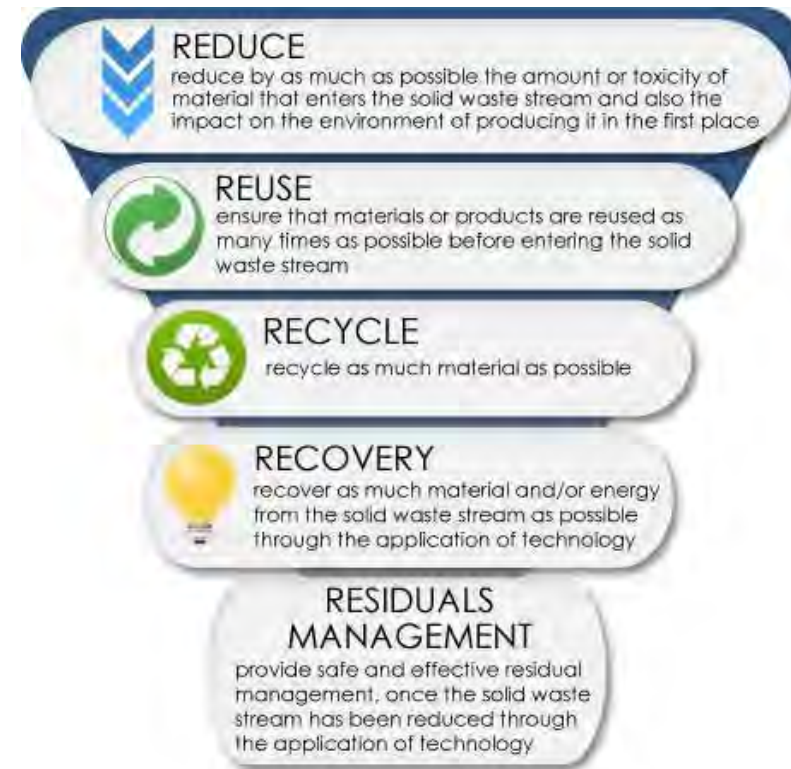 REDUCE
reduce by as much as possible the amount or toxicity of
material that enters the solid waste stream and also the
impact on the environment of producing it in the first place
REUSE
ensure that materials or products are reused as
many times as possible before entering the solid
waste stream
RECYCLE
recycle as much material as possible
RECOVERY
recover as much material and/or energy
from the solid waste stream as possible
through the application of technology
RESIDUALS
MANAGEMENT
provide safe and effective residual
management, once the solid waste
stream has been reduced through
the application of technology